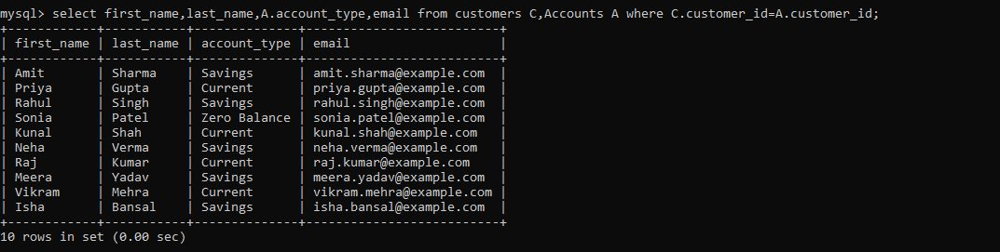 mysql> select first_name,last_name,A.account_type,email from customers C,Accounts A where C.customer_id=A.customer_id;
+------------+-----------+--------------+--------------------------+
| first_name | last_name | account_type | email                    |
+------------+-----------+--------------+--------------------------+
| Amit       | Sharma    | Savings      | amit.sharma@example.com  |
| Priya      | Gupta     | Current      | priya.gupta@example.com  |
| Rahul      | Singh     | Savings      | rahul.singh@example.com  |
| Sonia      | Patel     | Zero Balance | sonia.patel@example.com  |
| Kunal      | Shah      | Current      | kunal.shah@example.com   |
| Neha       | Verma     | Savings      | neha.verma@example.com   |
| Raj        | Kumar     | Current      | raj.kumar@example.com    |
| Meera      | Yadav     | Savings      | meera.yadav@example.com  |
| Vikram     | Mehra     | Current      | vikram.mehra@example.com |
| Isha       | Bansal    | Savings      | isha.bansal@example.com  |
+------------+-----------+--------------+--------------------------+
10 rows in set (0.00 sec)